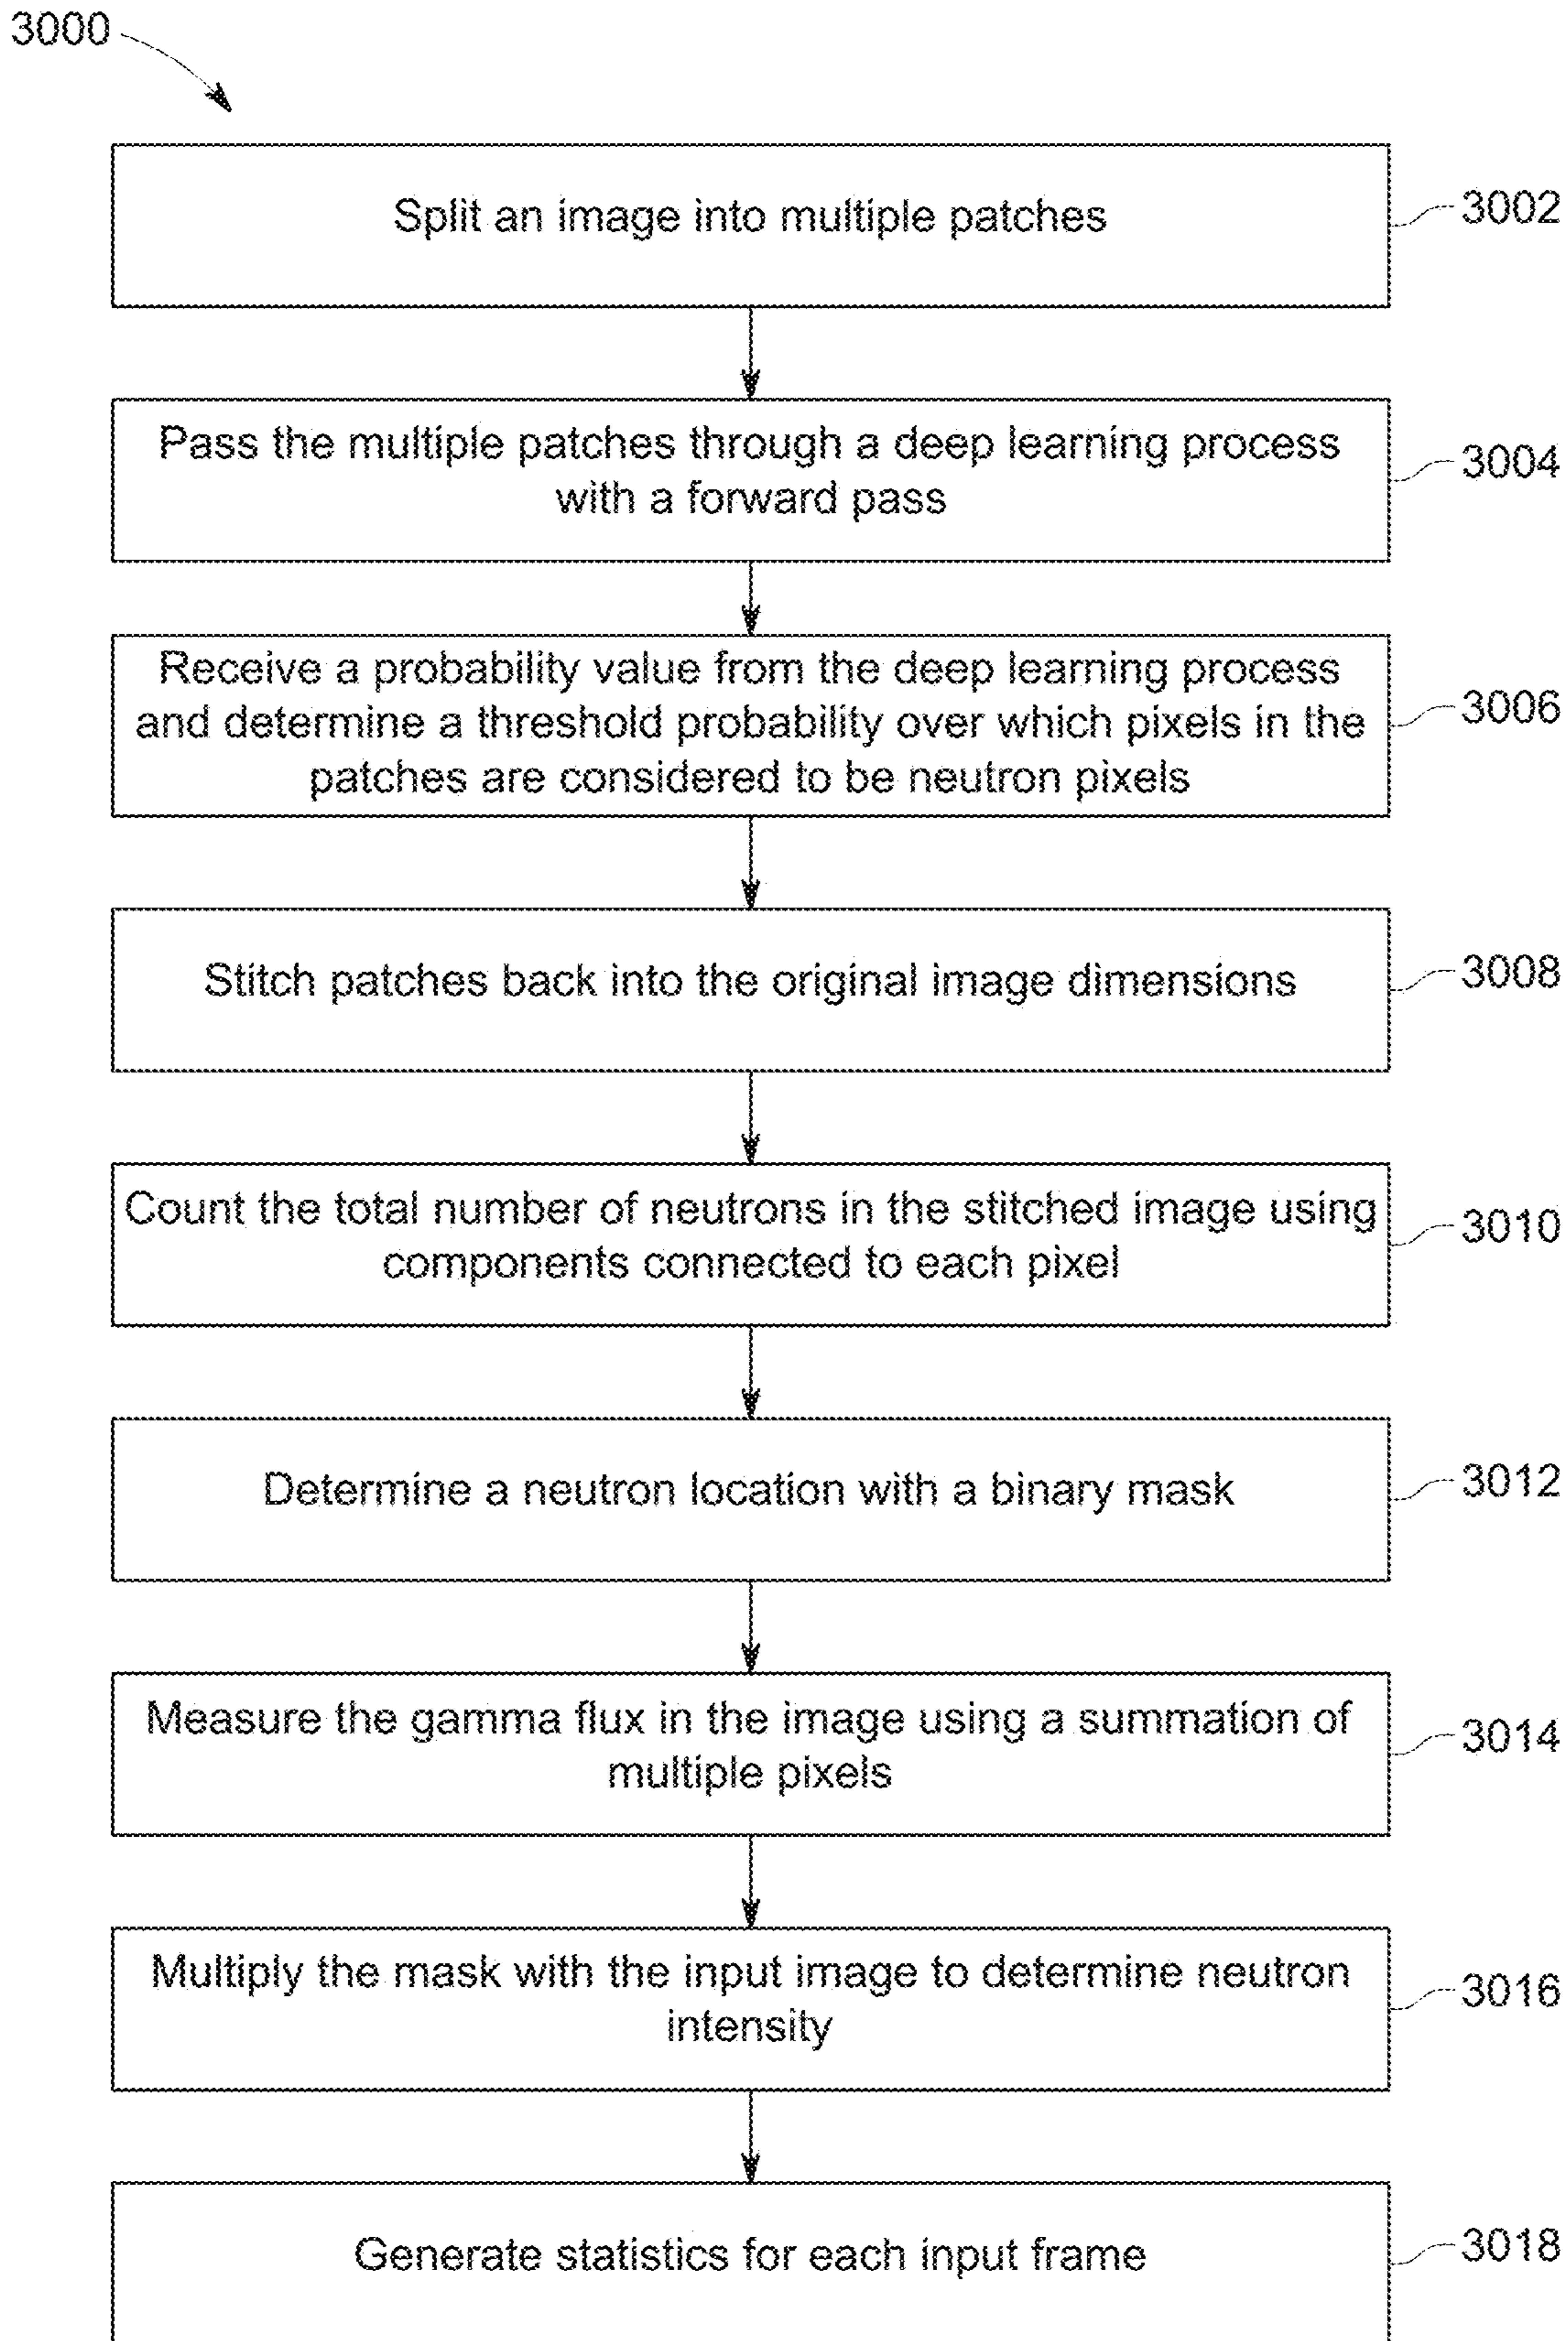 3000
Split an image into multiple patches
3002
Pass the multiple patches through a deep learning process
with a forward pass
3004
Receive a probability value from the deep learning process
and determine a threshold probability over which pixels in the
patches are considered to be neutron pixels
3006
Stitch patches back into the original image dimensions
3008
Count the total number of neutrons in the stitched image using
components connected to each pixel
3010
Determine a neutron location with a binary mask
3012
Measure the gamma flux in the image using a summation of
multiple pixels
3014
Multiply the mask with the input image to determine neutron
intensity
3016
Generate statistics for each input frame
3018